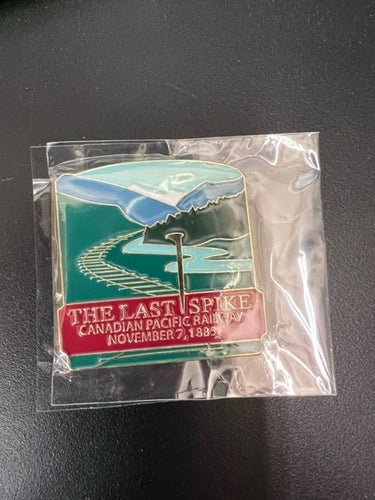 THE LAST SPIKE
CANADIAN PACIFIC RAILWAY
NOVEMBER 7, 1885